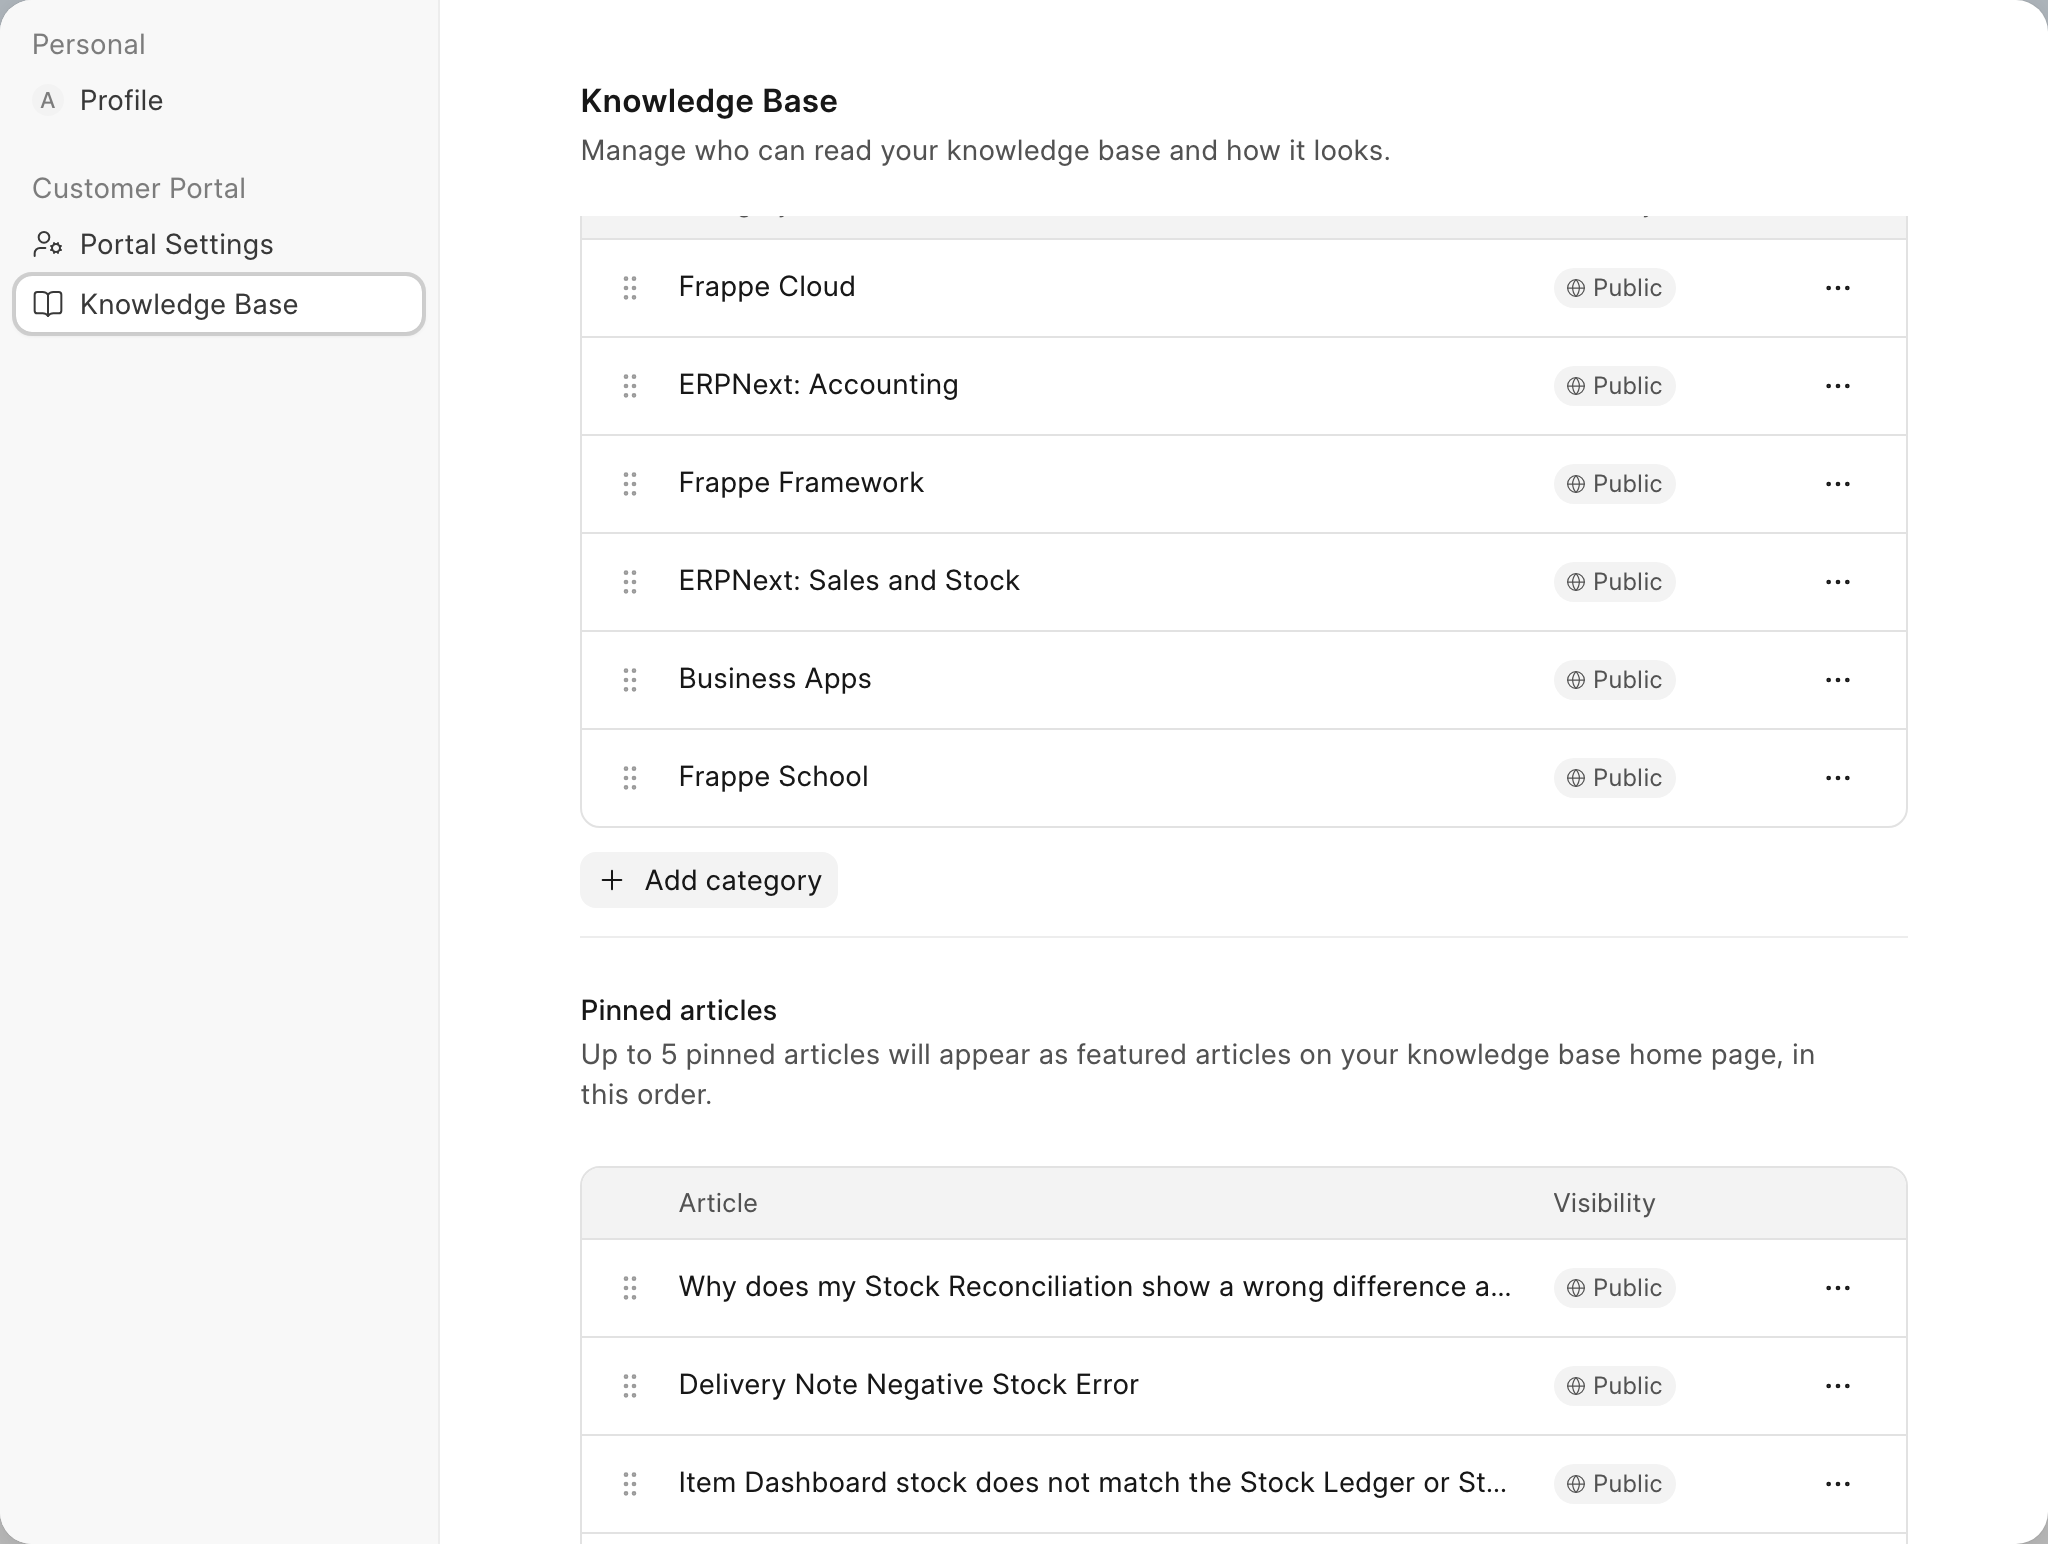 Personal
A Profile
Customer Portal
Portal Settings
Knowledge Base
Knowledge Base
Manage who can read your knowledge base and how it looks.
Frappe Cloud Public
ERPNext: Accounting Public
Frappe Framework Public
ERPNext: Sales and Stock Public
Business Apps Public
Frappe School Public
Add category
Pinned articles
Up to 5 pinned articles will appear as featured articles on your knowledge base home page, in
this order.
Article Visibility
Why does my Stock Reconciliation show a wrong difference a... Public
Delivery Note Negative Stock Error Public
Item Dashboard stock does not match the Stock Ledger or St... Public